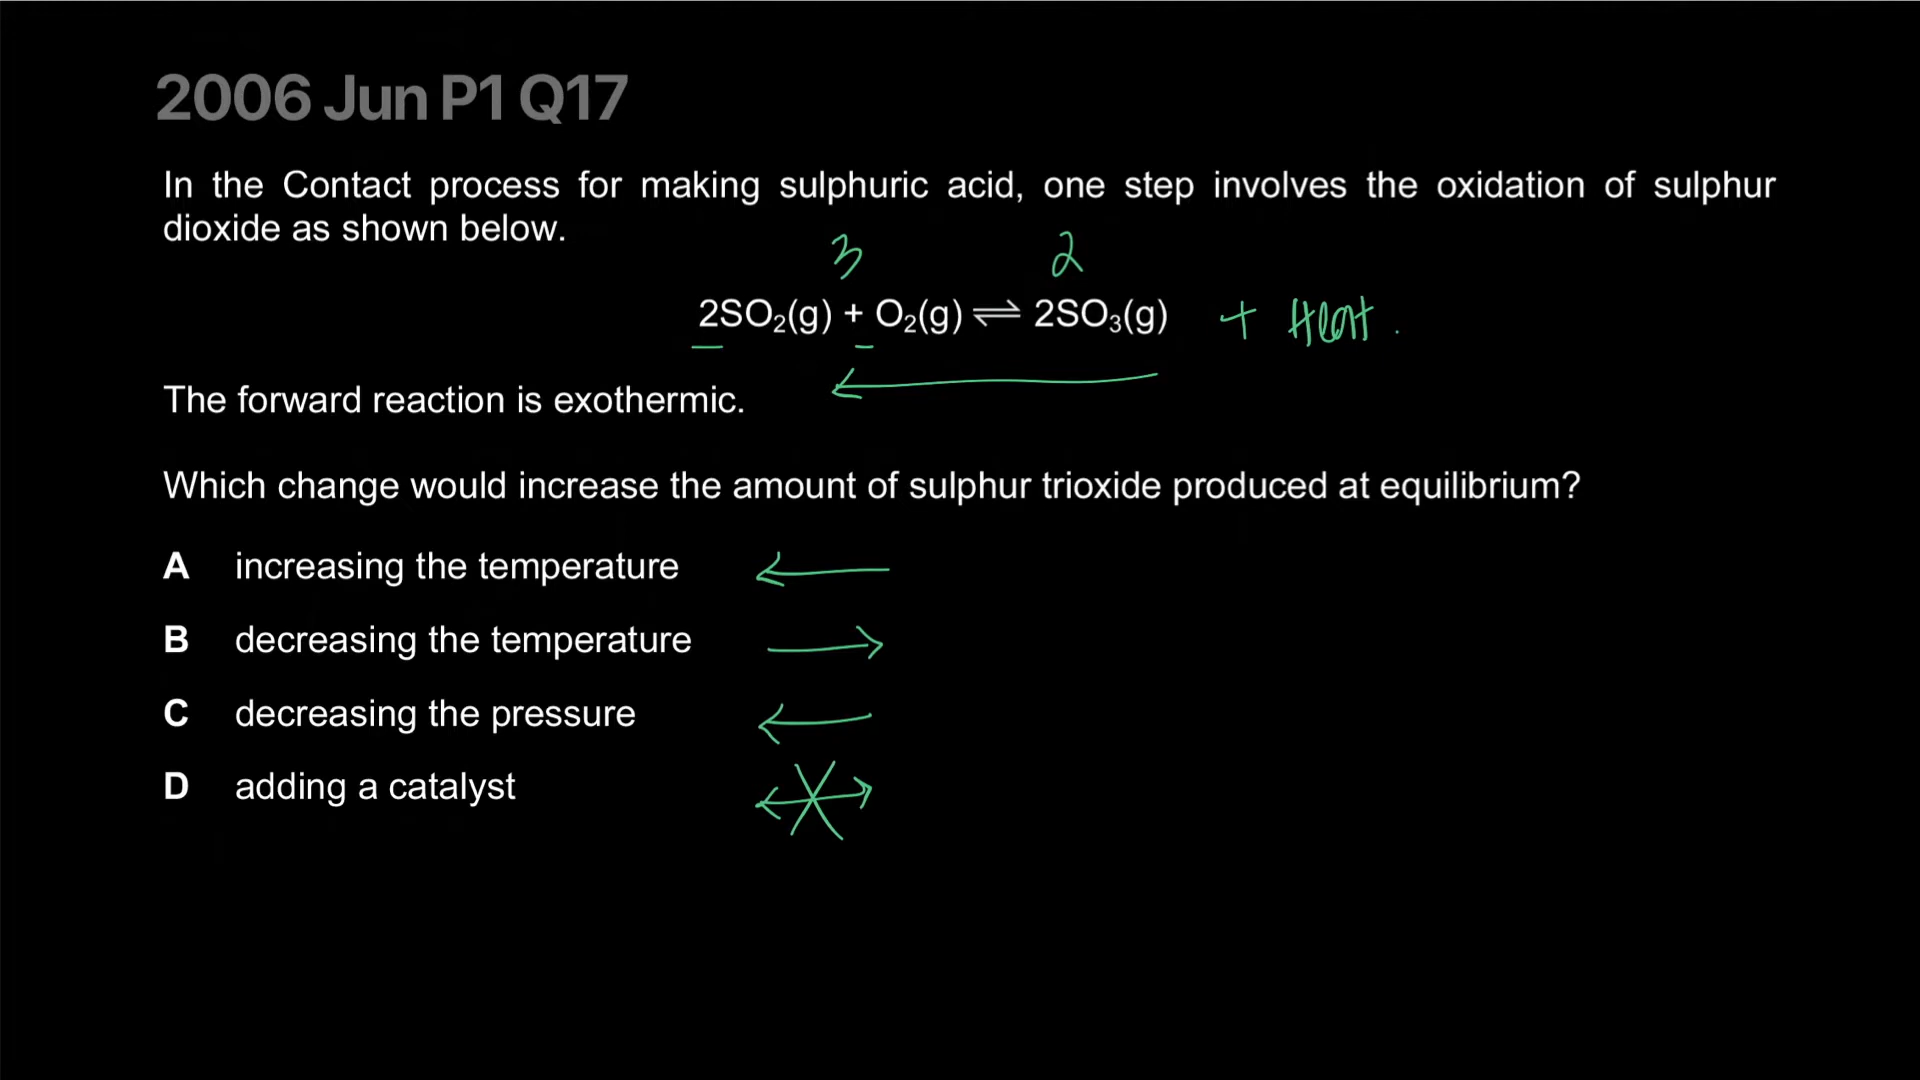 2006 Jun P1 Q17
In the Contact process for making sulphuric acid, one step involves the oxidation of sulphur
dioxide as shown below.
3 2
2SO₂(g) + O₂(g) ⇌ 2SO₃(g) + Heat.
The forward reaction is exothermic.
Which change would increase the amount of sulphur trioxide produced at equilibrium?
A increasing the temperature
B decreasing the temperature
C decreasing the pressure
D adding a catalyst